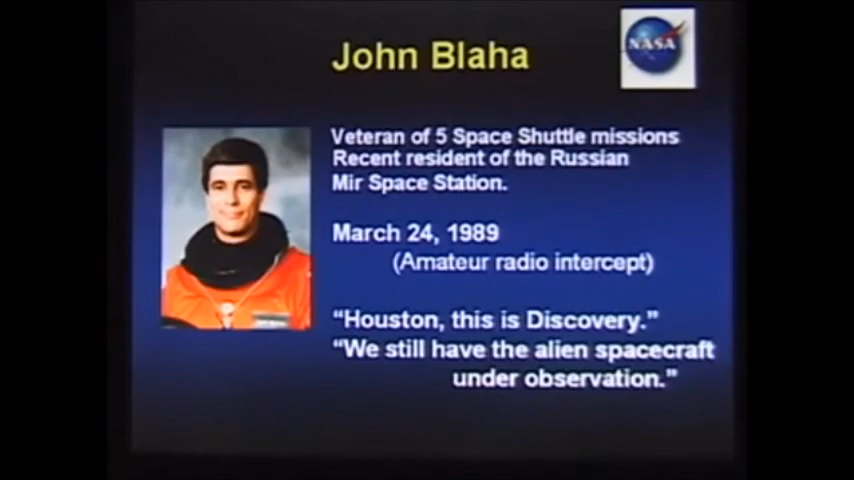 John Blaha
NASA
Veteran of 5 Space Shuttle missions
Recent resident of the Russian
Mir Space Station.
March 24, 1989
(Amateur radio intercept)
“Houston, this is Discovery.”
“We still have the alien spacecraft
under observation.”